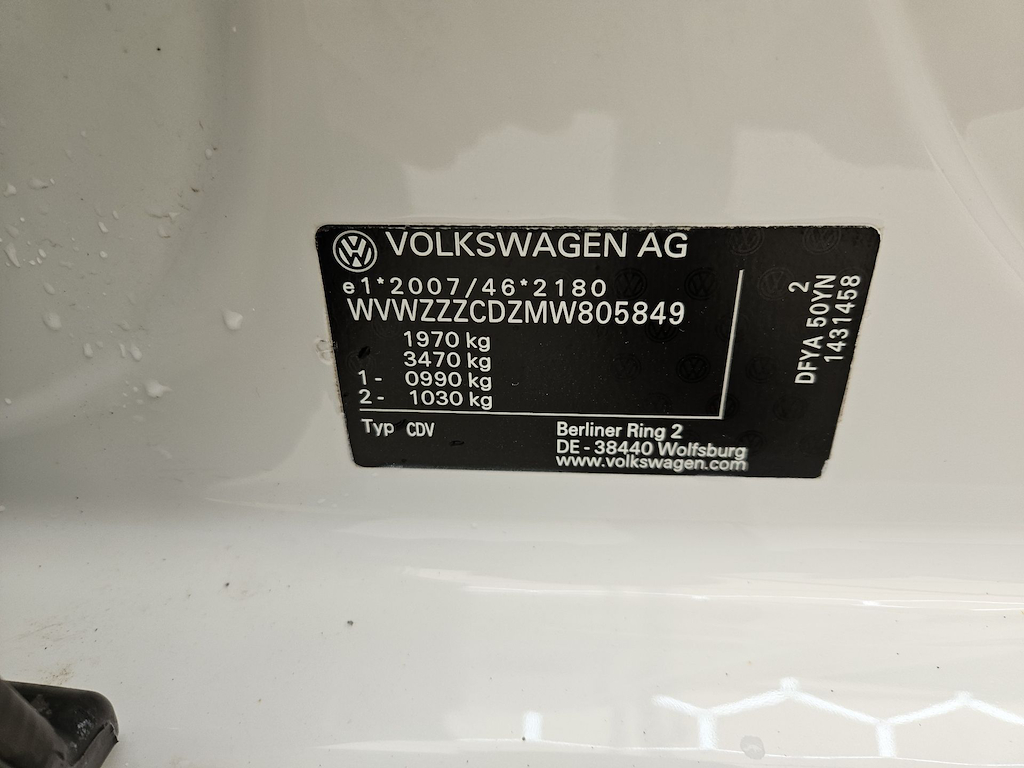 VOLKSWAGEN AG
e1*2007/46*2180
WVWZZZCDZMW805849
1970 kg
3470 kg
1 - 0990 kg
2 - 1030 kg
Typ CDV
Berliner Ring 2
DE - 38440 Wolfsburg
www.volkswagen.com
2
DFYA 50YN
1431458